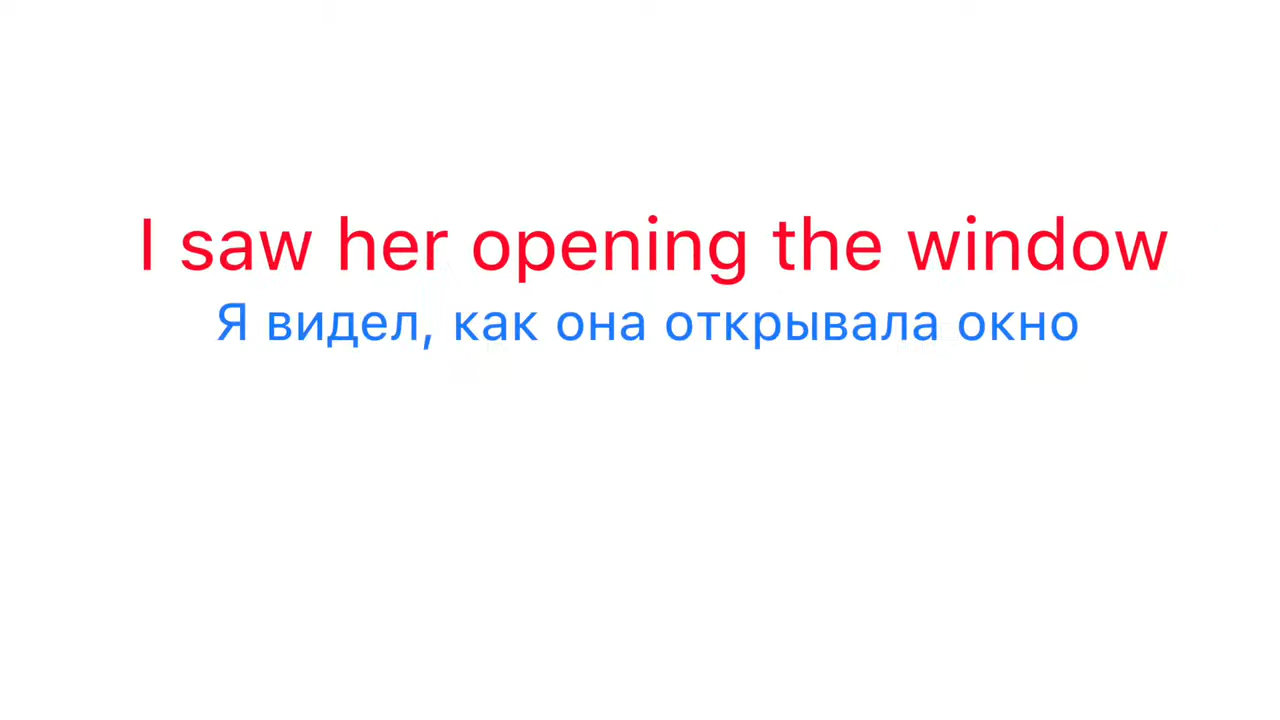 I saw her opening the window
Я видел, как она открывала окно